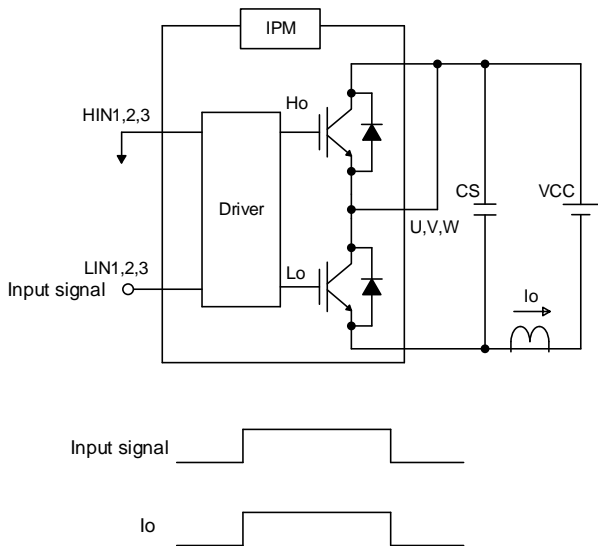 IPM
HIN1,2,3
Ho
Driver
CS
VCC
U,V,W
LIN1,2,3
Lo
Input signal
Io
Input signal
Io